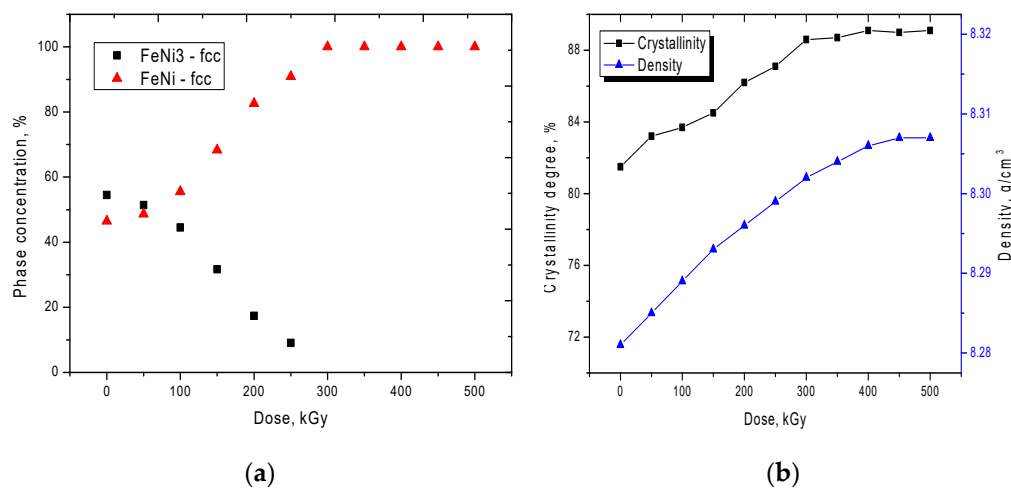 FeNi3 - fcc
FeNi - fcc
100
80
60
40
20
0
Phase concentration, %
0 100 200 300 400 500
Dose, kGy
(a)
Crystallinity
Density
88
84
80
76
72
Crystallinity degree, %
8.32
8.31
8.30
8.29
8.28
Density, g/cm³
0 100 200 300 400 500
Dose, kGy
(b)